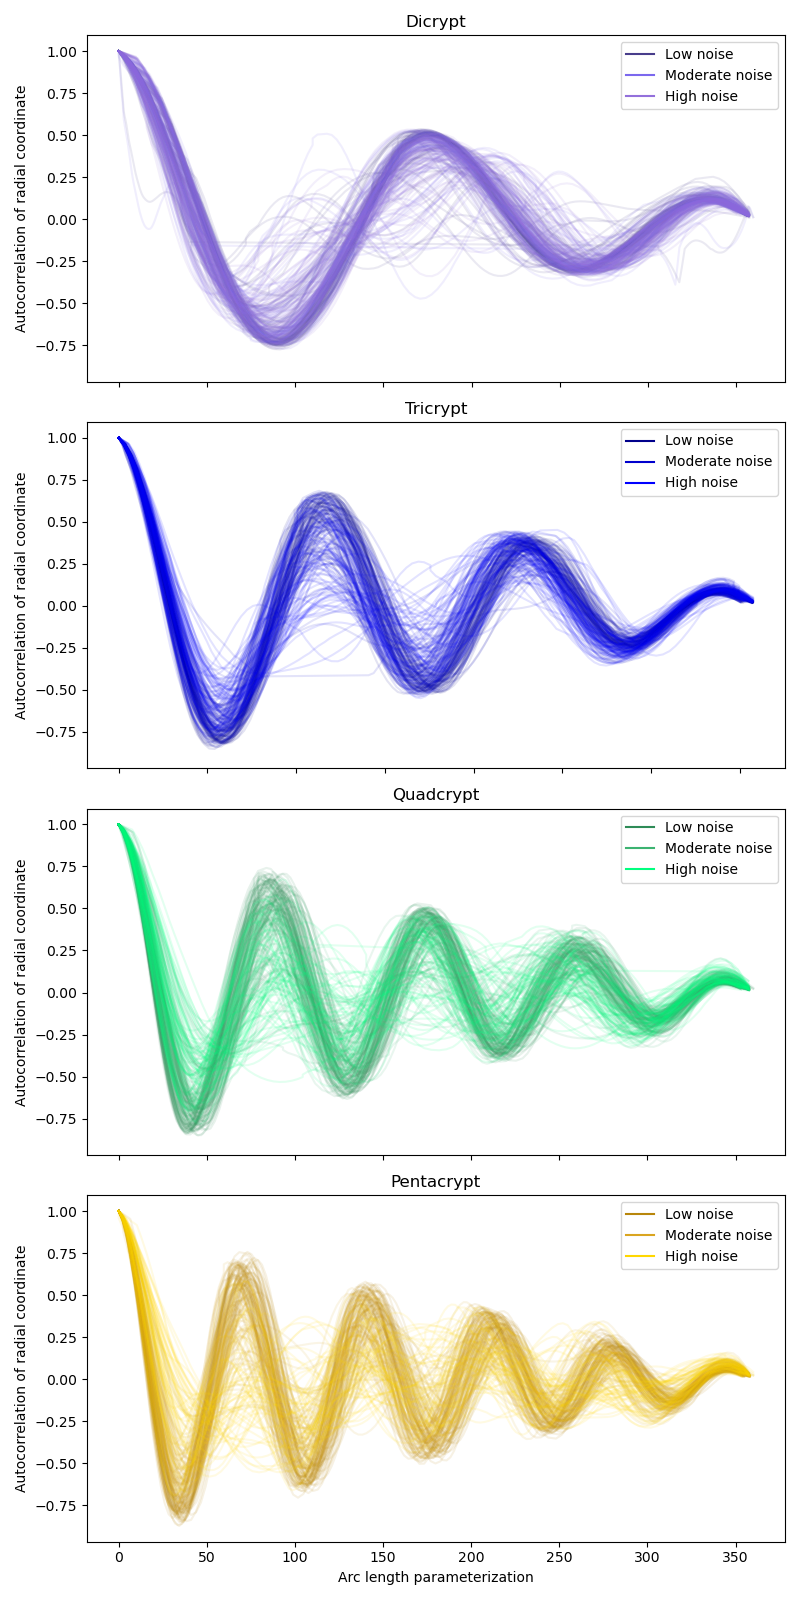 Dicrypt
Autocorrelation of radial coordinate
1.00
0.75
0.50
0.25
0.00
−0.25
−0.50
−0.75
Low noise
Moderate noise
High noise
Tricrypt
Autocorrelation of radial coordinate
1.00
0.75
0.50
0.25
0.00
−0.25
−0.50
−0.75
Low noise
Moderate noise
High noise
Quadcrypt
Autocorrelation of radial coordinate
1.00
0.75
0.50
0.25
0.00
−0.25
−0.50
−0.75
Low noise
Moderate noise
High noise
Pentacrypt
Autocorrelation of radial coordinate
1.00
0.75
0.50
0.25
0.00
−0.25
−0.50
−0.75
Low noise
Moderate noise
High noise
0 50 100 150 200 250 300 350
Arc length parameterization